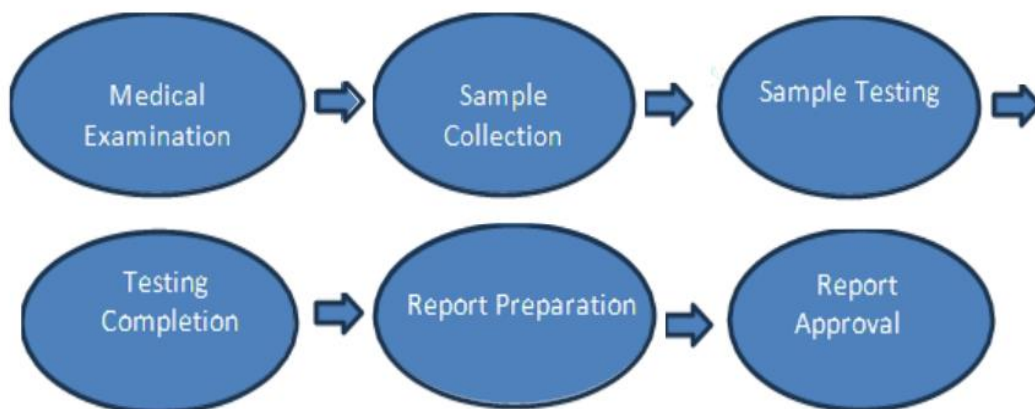 Medical
Examination
Sample
Collection
Sample Testing
Testing
Completion
Report Preparation
Report
Approval